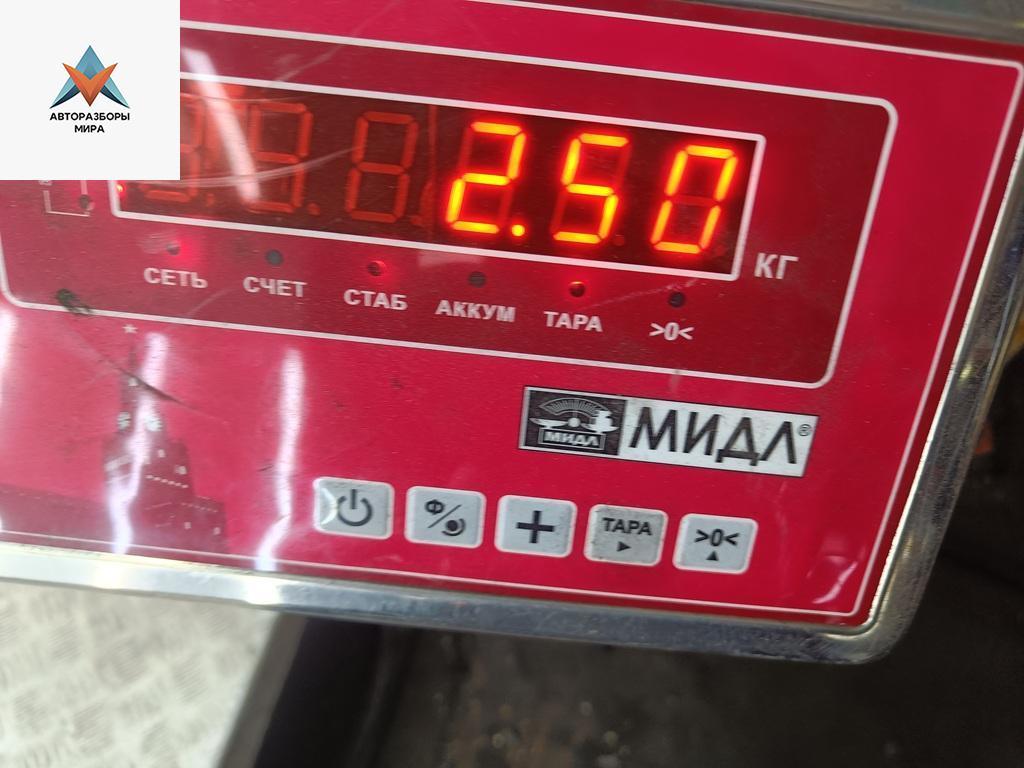 АВТОРАЗБОРЫ
МИРА
2.50
КГ
СЕТЬ СЧЕТ СТАБ АККУМ ТАРА >0<
МИДЛ
МИДЛ®
Ф/
+
ТАРА
>0<